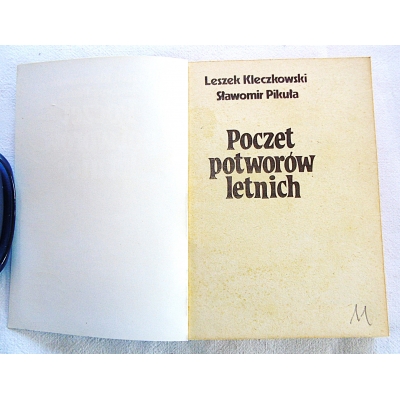 Leszek Kleczkowski
Sławomir Pikuła
Poczet
potworów
letnich